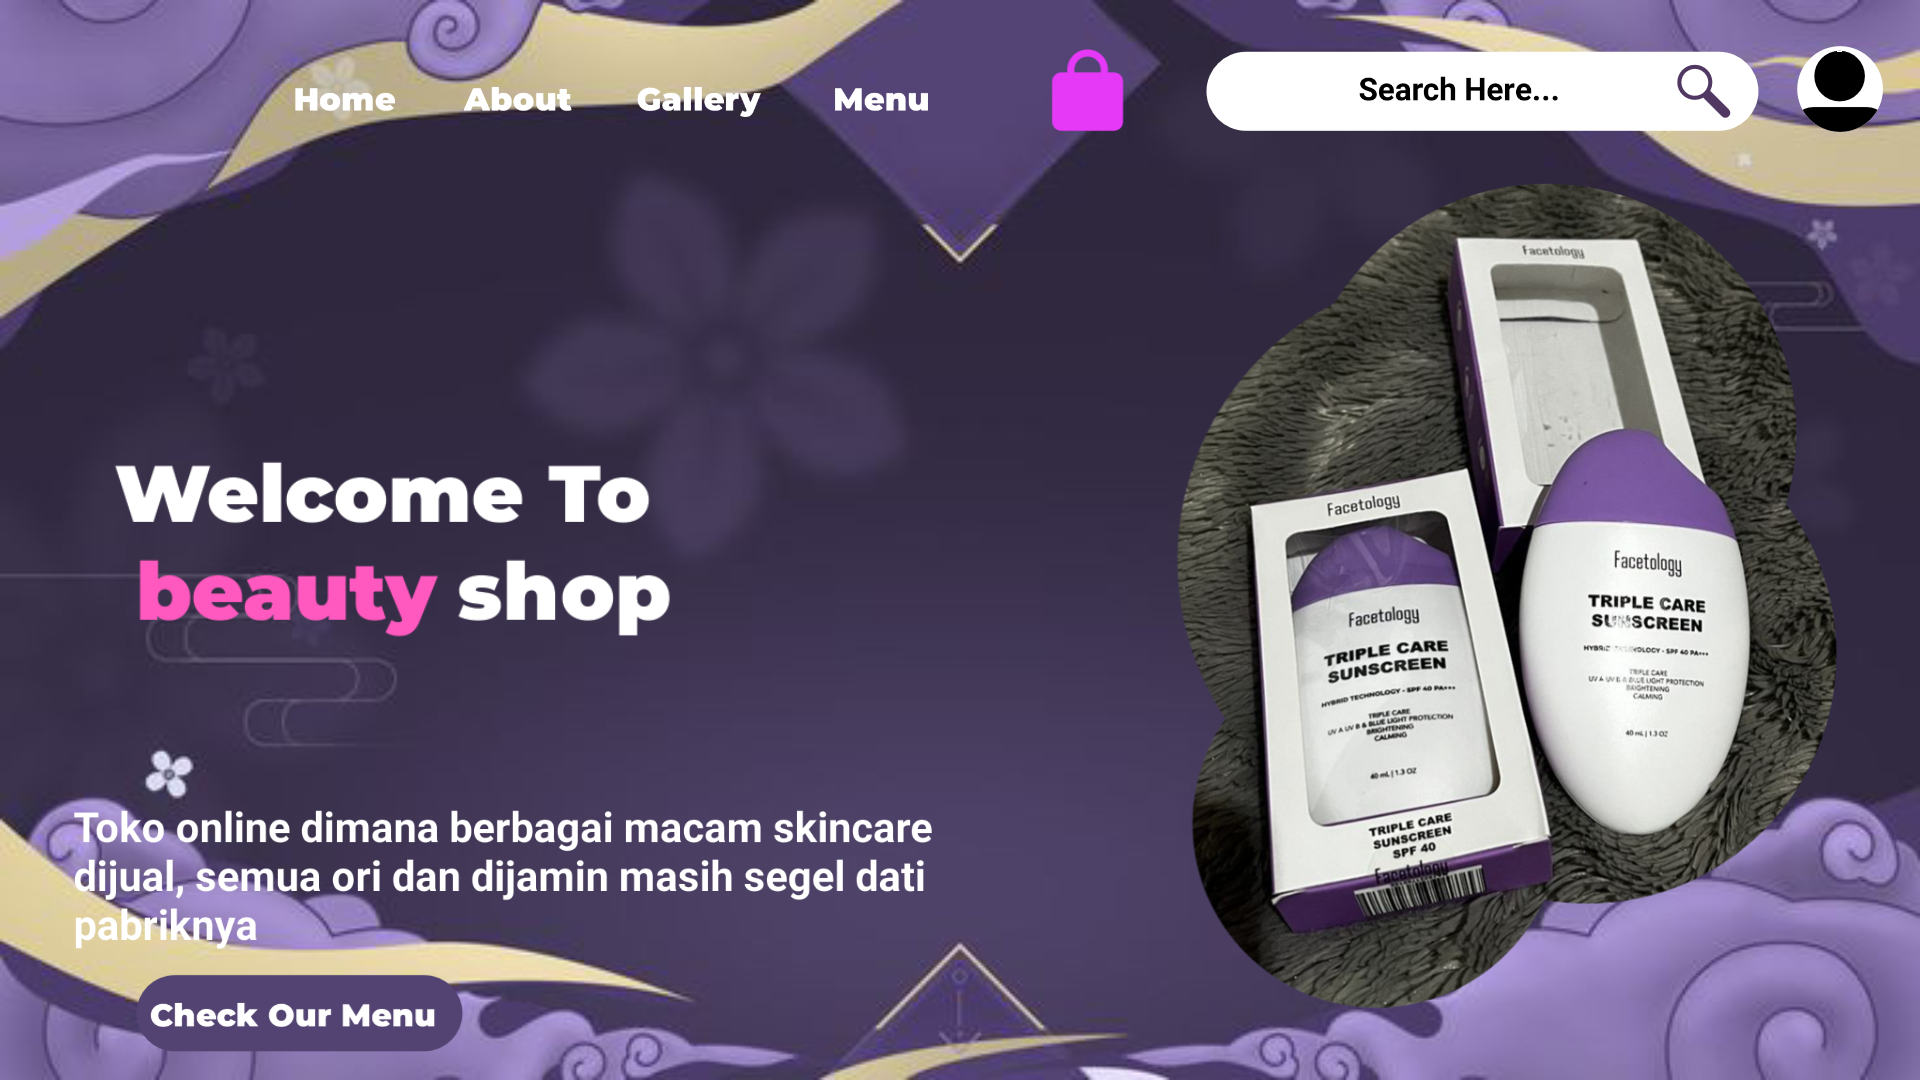 Home About Gallery Menu
Search Here...
Welcome To
beauty shop
Toko online dimana berbagai macam skincare
dijual, semua ori dan dijamin masih segel dati
pabriknya
Check Our Menu
Facetology
Facetology
Facetology
TRIPLE CARE
SUNSCREEN
HYBRID TECHNOLOGY - SPF 40 PA+++
TRIPLE CARE
UV A UV B & BLUE LIGHT PROTECTION
BRIGHTENING
CALMING
40 mL | 1.3 OZ
TRIPLE CARE
SUNSCREEN
SPF 40
Facetology
Facetology
TRIPLE CARE
SUNSCREEN
HYBRID TECHNOLOGY - SPF 40 PA+++
TRIPLE CARE
UV A UV B & BLUE LIGHT PROTECTION
BRIGHTENING
CALMING
40 mL | 1.3 OZ